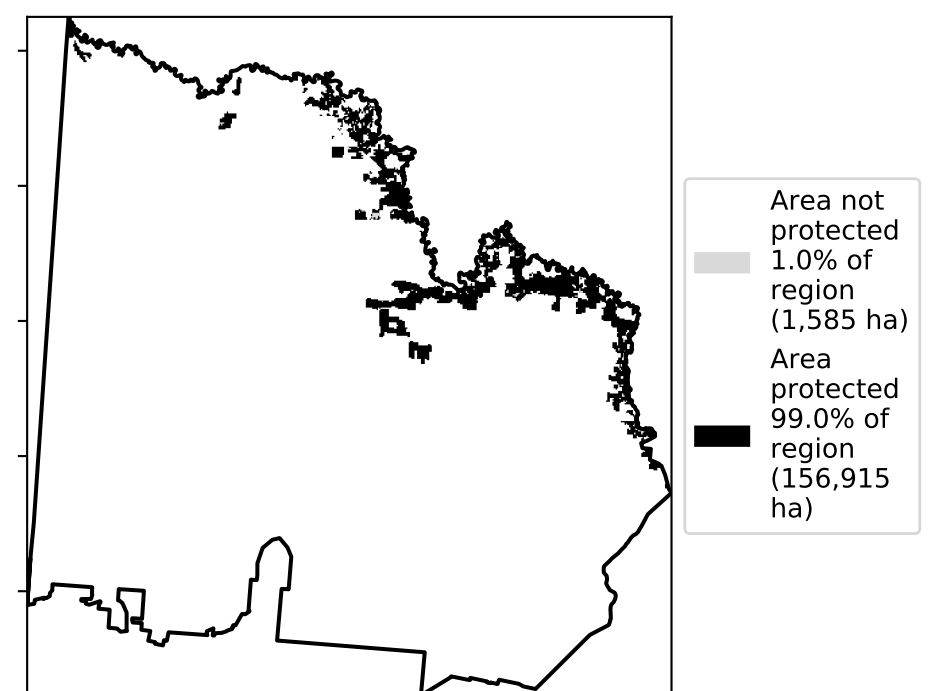 Area not
protected
1.0% of
region
(1,585 ha)
Area
protected
99.0% of
region
(156,915
ha)